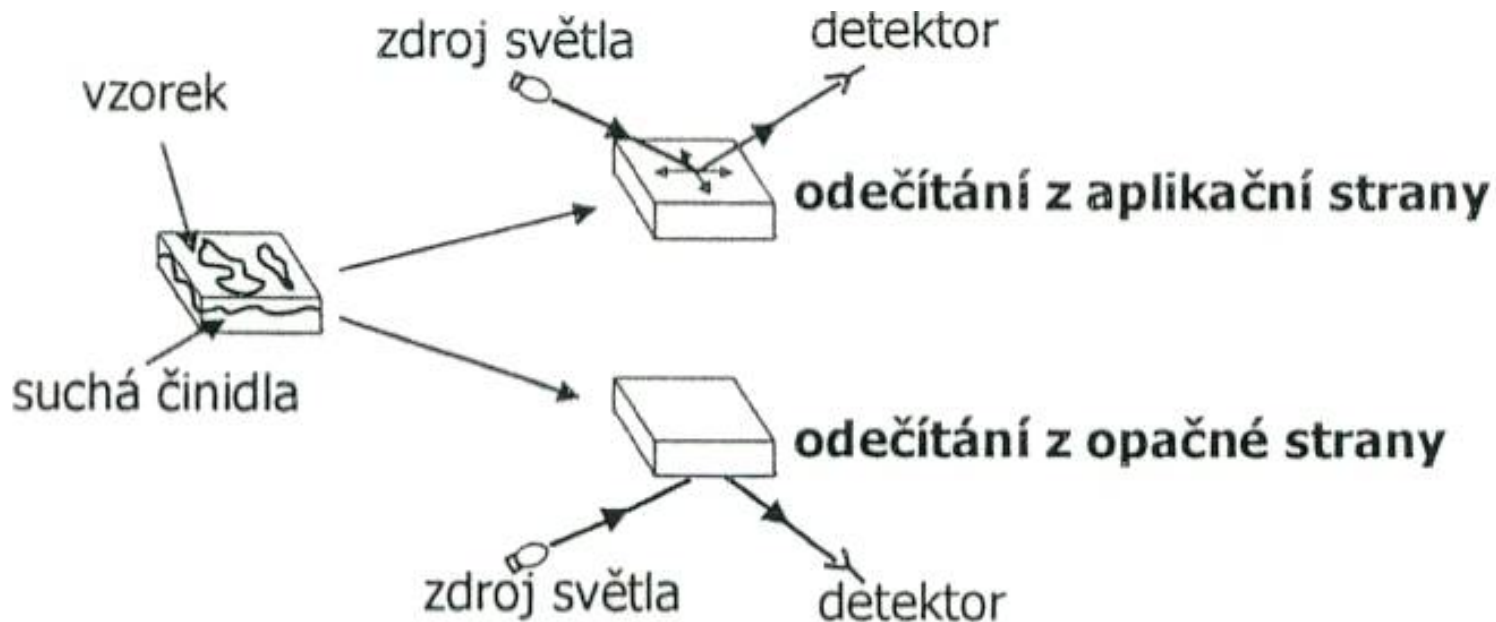 zdroj světla
detektor
vzorek
odečítání z aplikační strany
suchá činidla
odečítání z opačné strany
zdroj světla
detektor